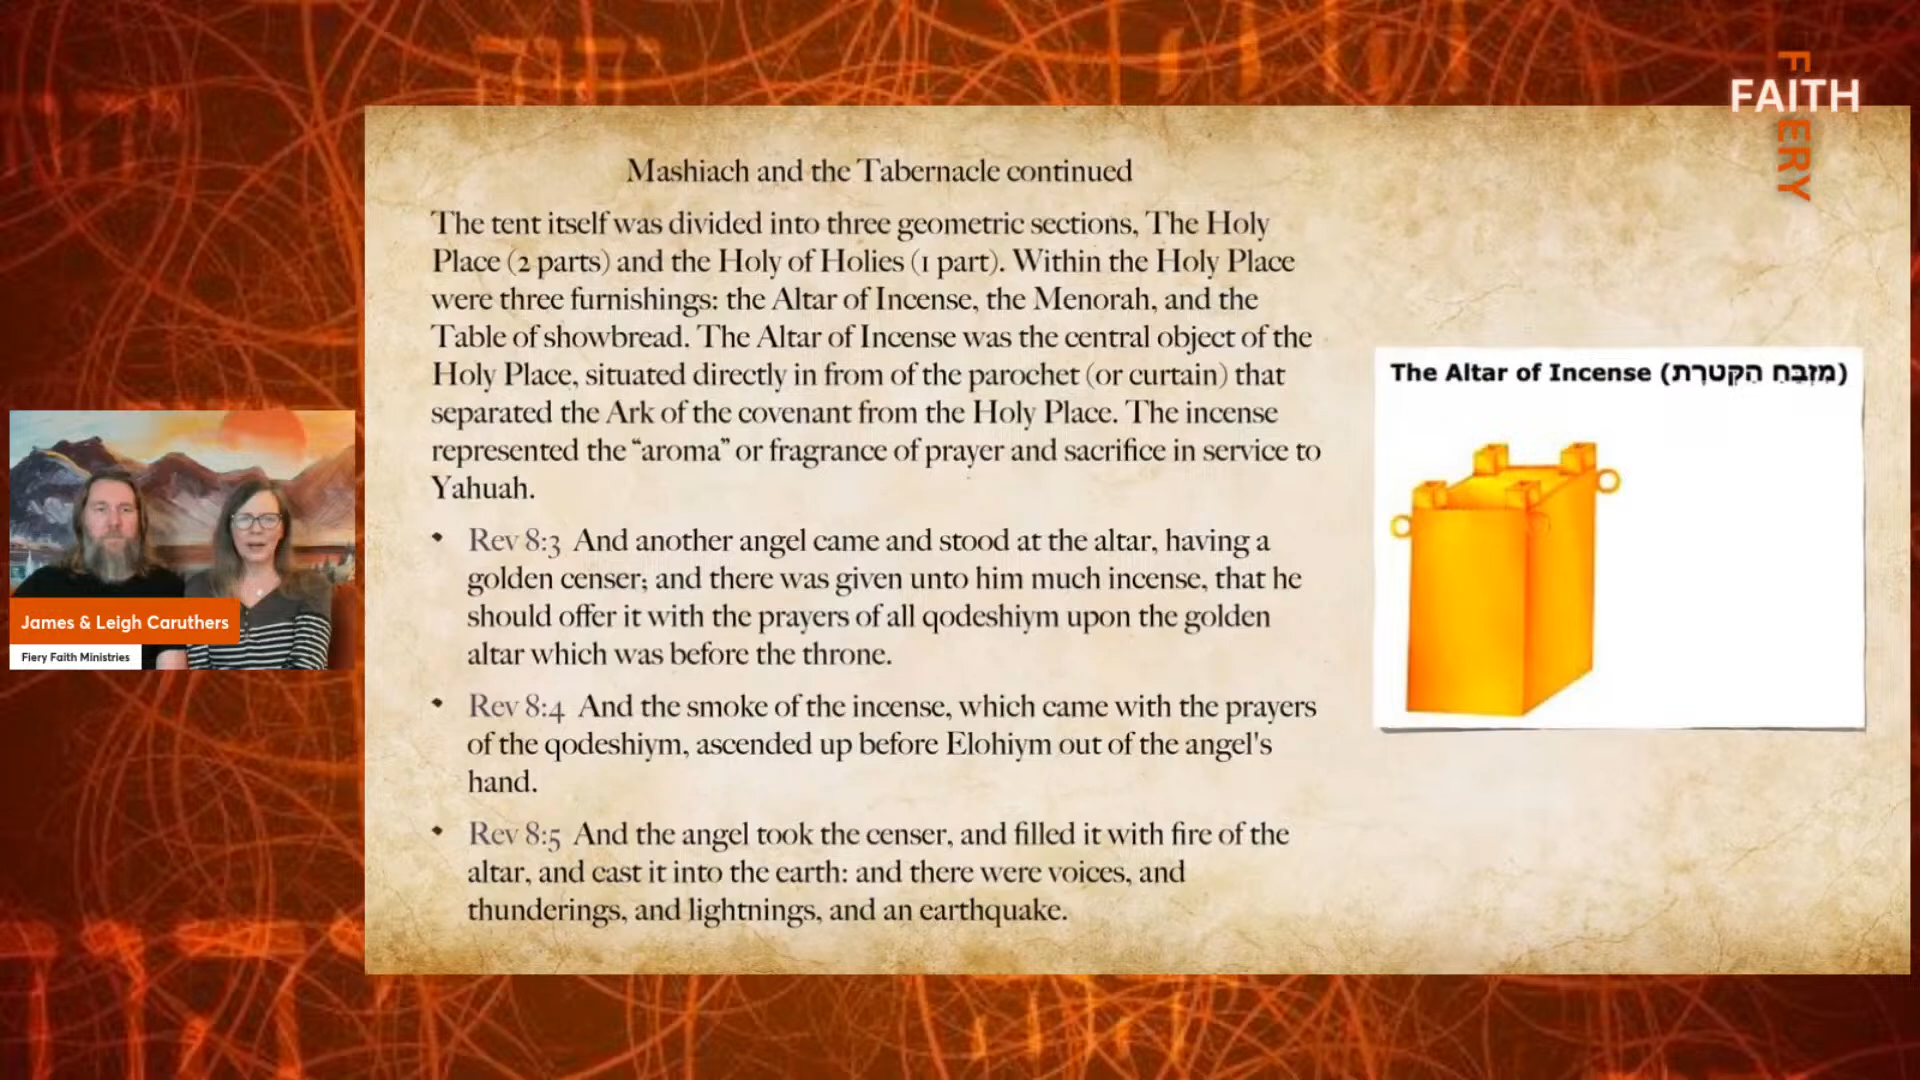 FAITH
FIERY
Mashiach and the Tabernacle continued
The tent itself was divided into three geometric sections, The Holy
Place (2 parts) and the Holy of Holies (1 part). Within the Holy Place
were three furnishings: the Altar of Incense, the Menorah, and the
Table of showbread. The Altar of Incense was the central object of the
Holy Place, situated directly in from of the parochet (or curtain) that
separated the Ark of the covenant from the Holy Place. The incense
represented the “aroma” or fragrance of prayer and sacrifice in service to
Yahuah.
• Rev 8:3 And another angel came and stood at the altar, having a
golden censer; and there was given unto him much incense, that he
should offer it with the prayers of all qodeshiym upon the golden
altar which was before the throne.
• Rev 8:4 And the smoke of the incense, which came with the prayers
of the qodeshiym, ascended up before Elohiym out of the angel's
hand.
• Rev 8:5 And the angel took the censer, and filled it with fire of the
altar, and cast it into the earth: and there were voices, and
thunderings, and lightnings, and an earthquake.
The Altar of Incense (מִזְבַּח הַקְּטֹרֶת)
James & Leigh Caruthers
Fiery Faith Ministries